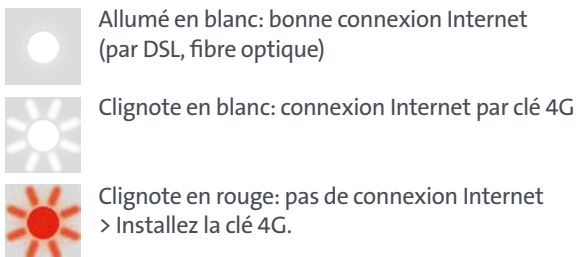 Allumé en blanc: bonne connexion Internet
(par DSL, fibre optique)
Clignote en blanc: connexion Internet par clé 4G
Clignote en rouge: pas de connexion Internet
> Installez la clé 4G.